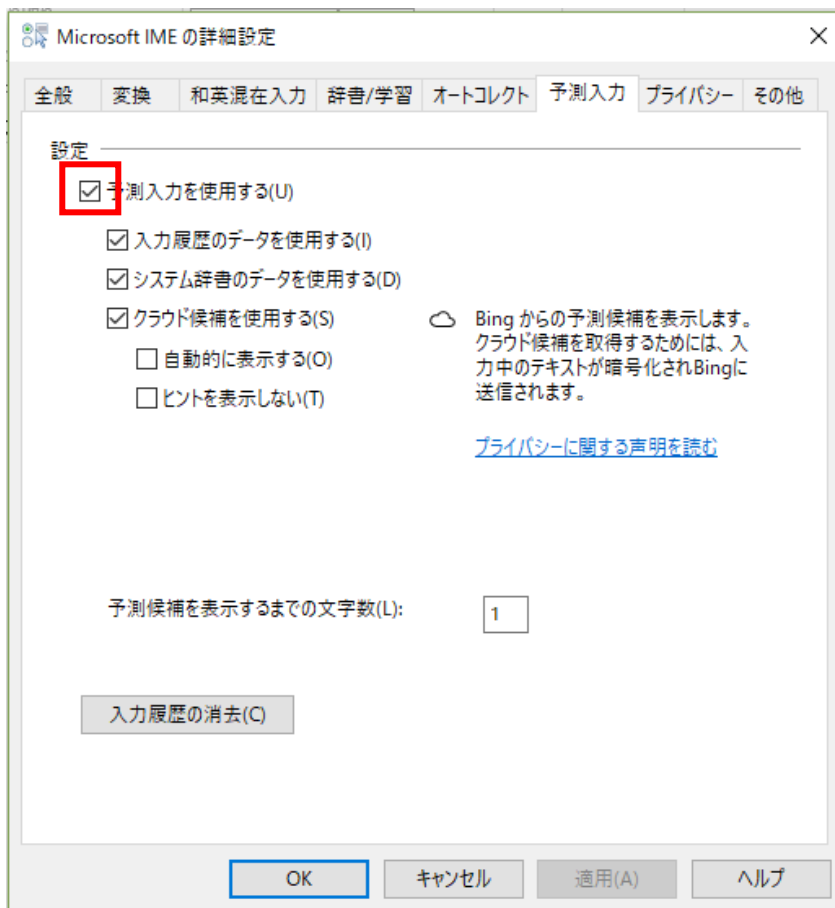 Microsoft IME の詳細設定
全般 変換 和英混在入力 辞書/学習 オートコレクト 予測入力 プライバシー その他
設定
予測入力を使用する(U)
入力履歴のデータを使用する(I)
システム辞書のデータを使用する(D)
クラウド候補を使用する(S)
自動的に表示する(O)
ヒントを表示しない(T)
Bing からの予測候補を表示します。
クラウド候補を取得するためには、入
力中のテキストが暗号化されBingに
送信されます。
プライバシーに関する声明を読む
予測候補を表示するまでの文字数(L): 1
入力履歴の消去(C)
OK キャンセル 適用(A) ヘルプ